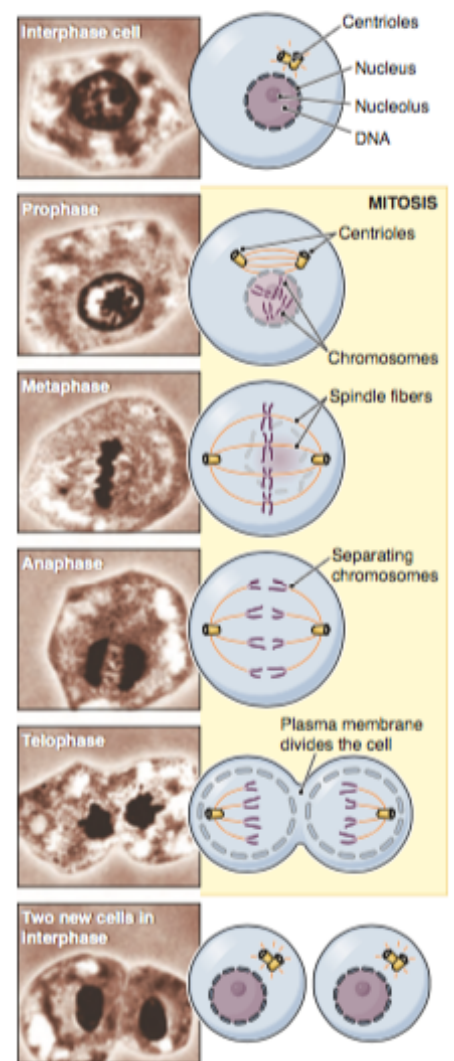 Interphase cell
Centrioles
Nucleus
Nucleolus
DNA
MITOSIS
Prophase
Centrioles
Chromosomes
Metaphase
Spindle fibers
Anaphase
Separating
chromosomes
Telophase
Plasma membrane
divides the cell
Two new cells in
Interphase